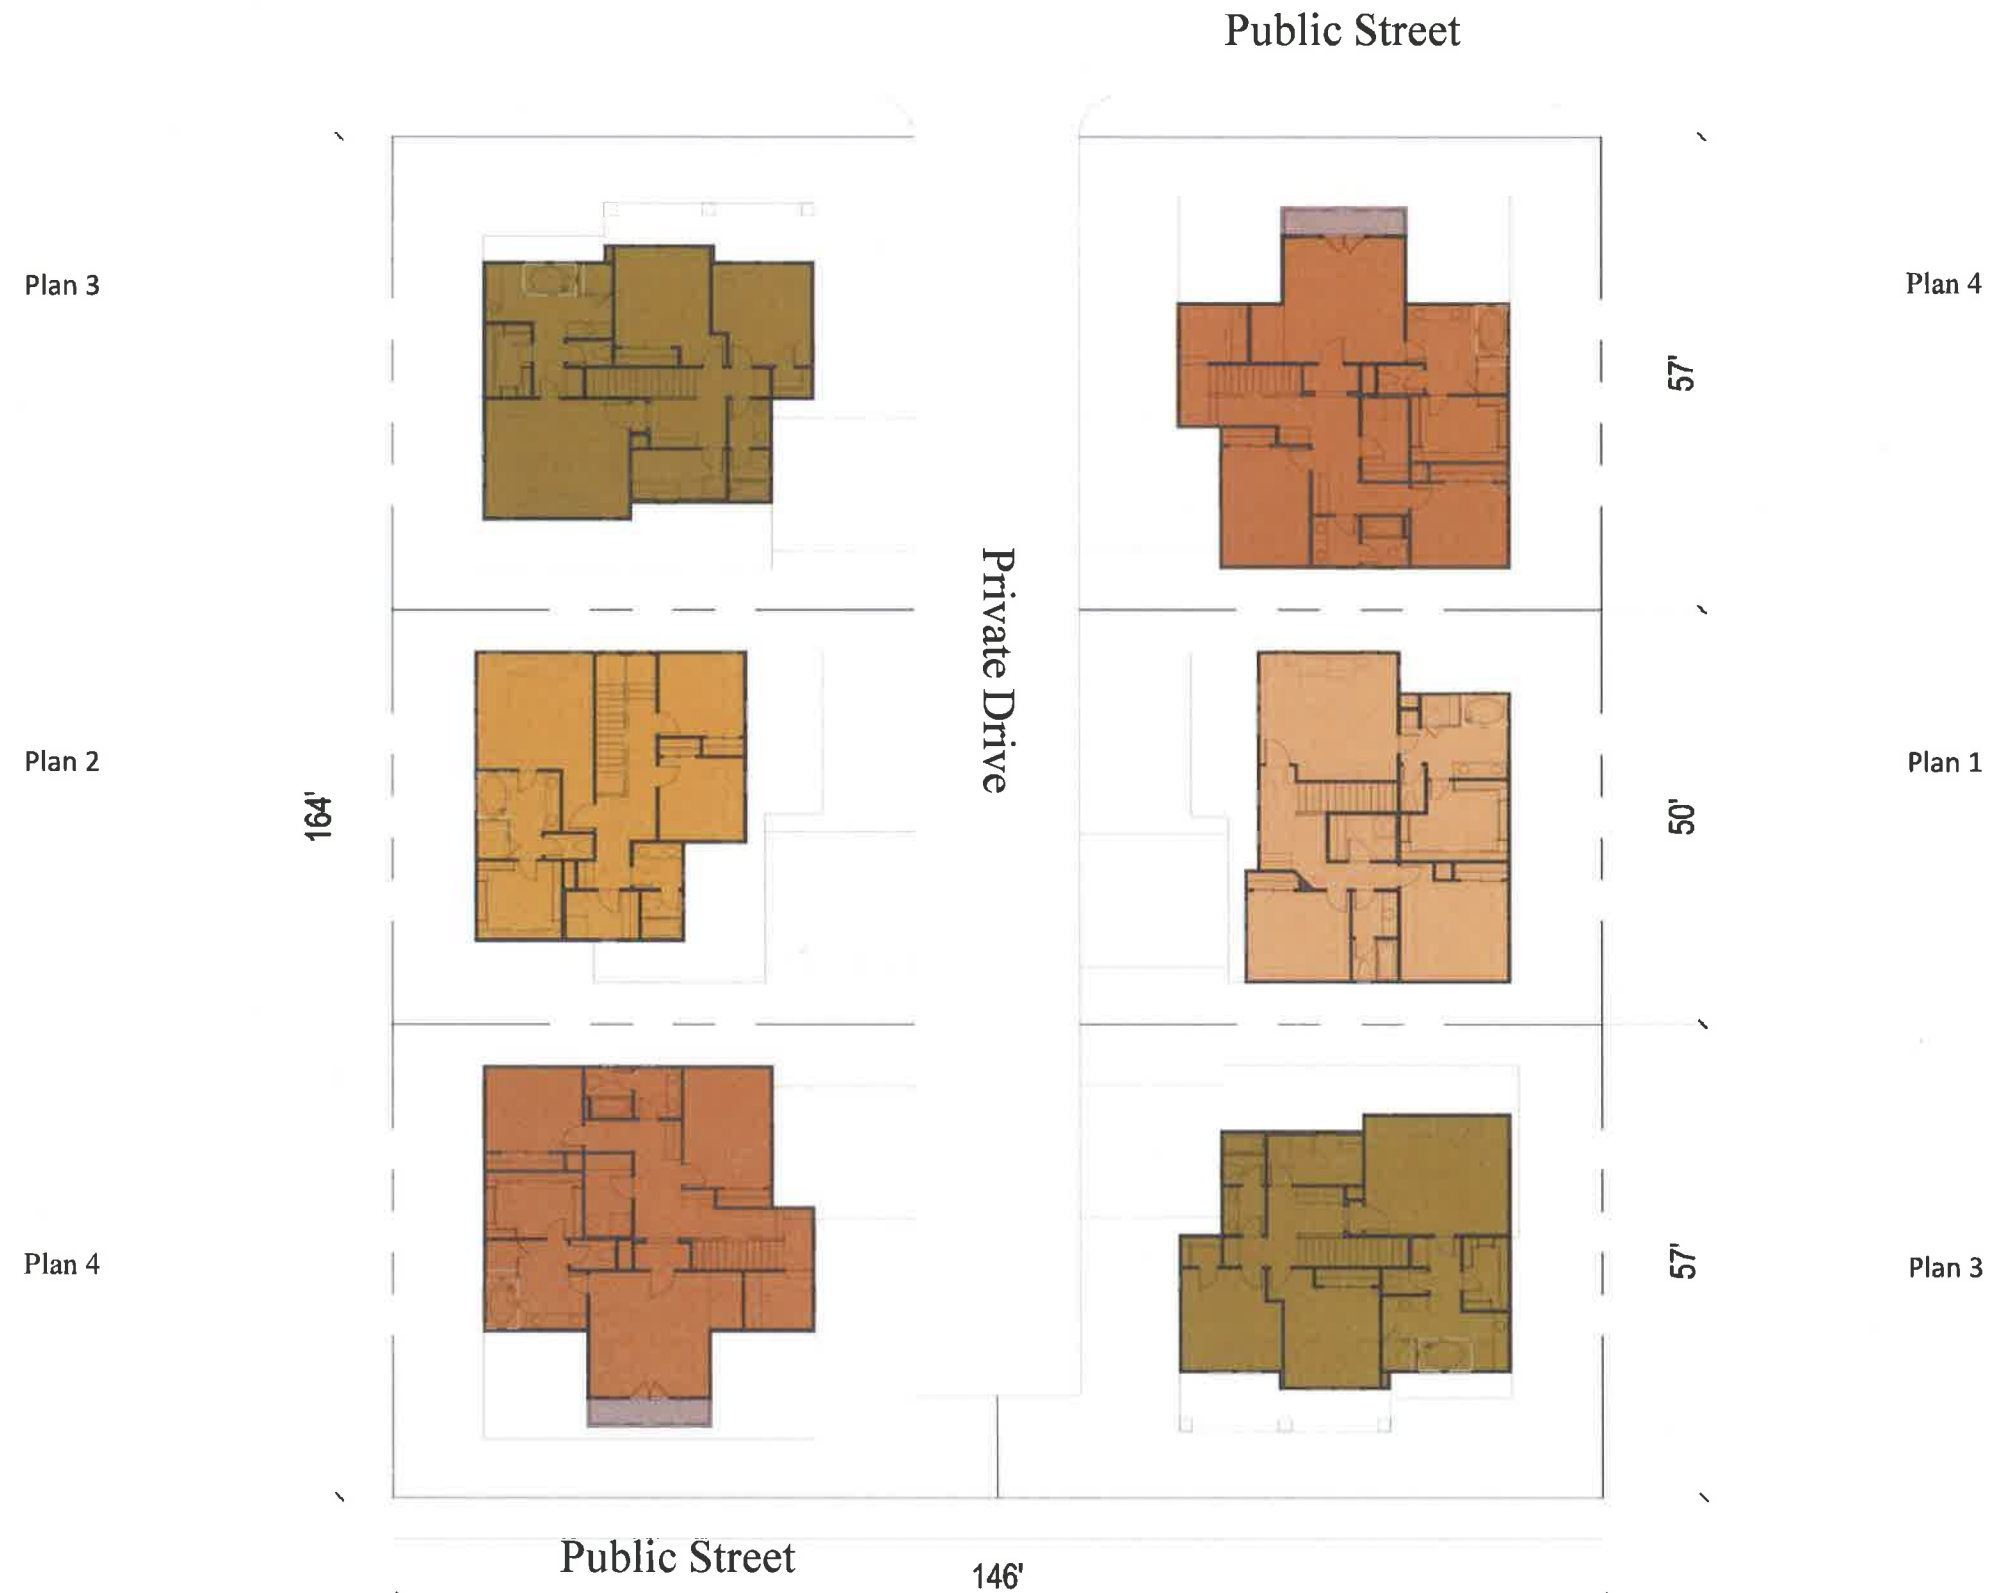 Public Street
Plan 3
Plan 4
57'
Private Drive
Plan 2
Plan 1
164'
50'
Plan 4
57'
Plan 3
Public Street
146'